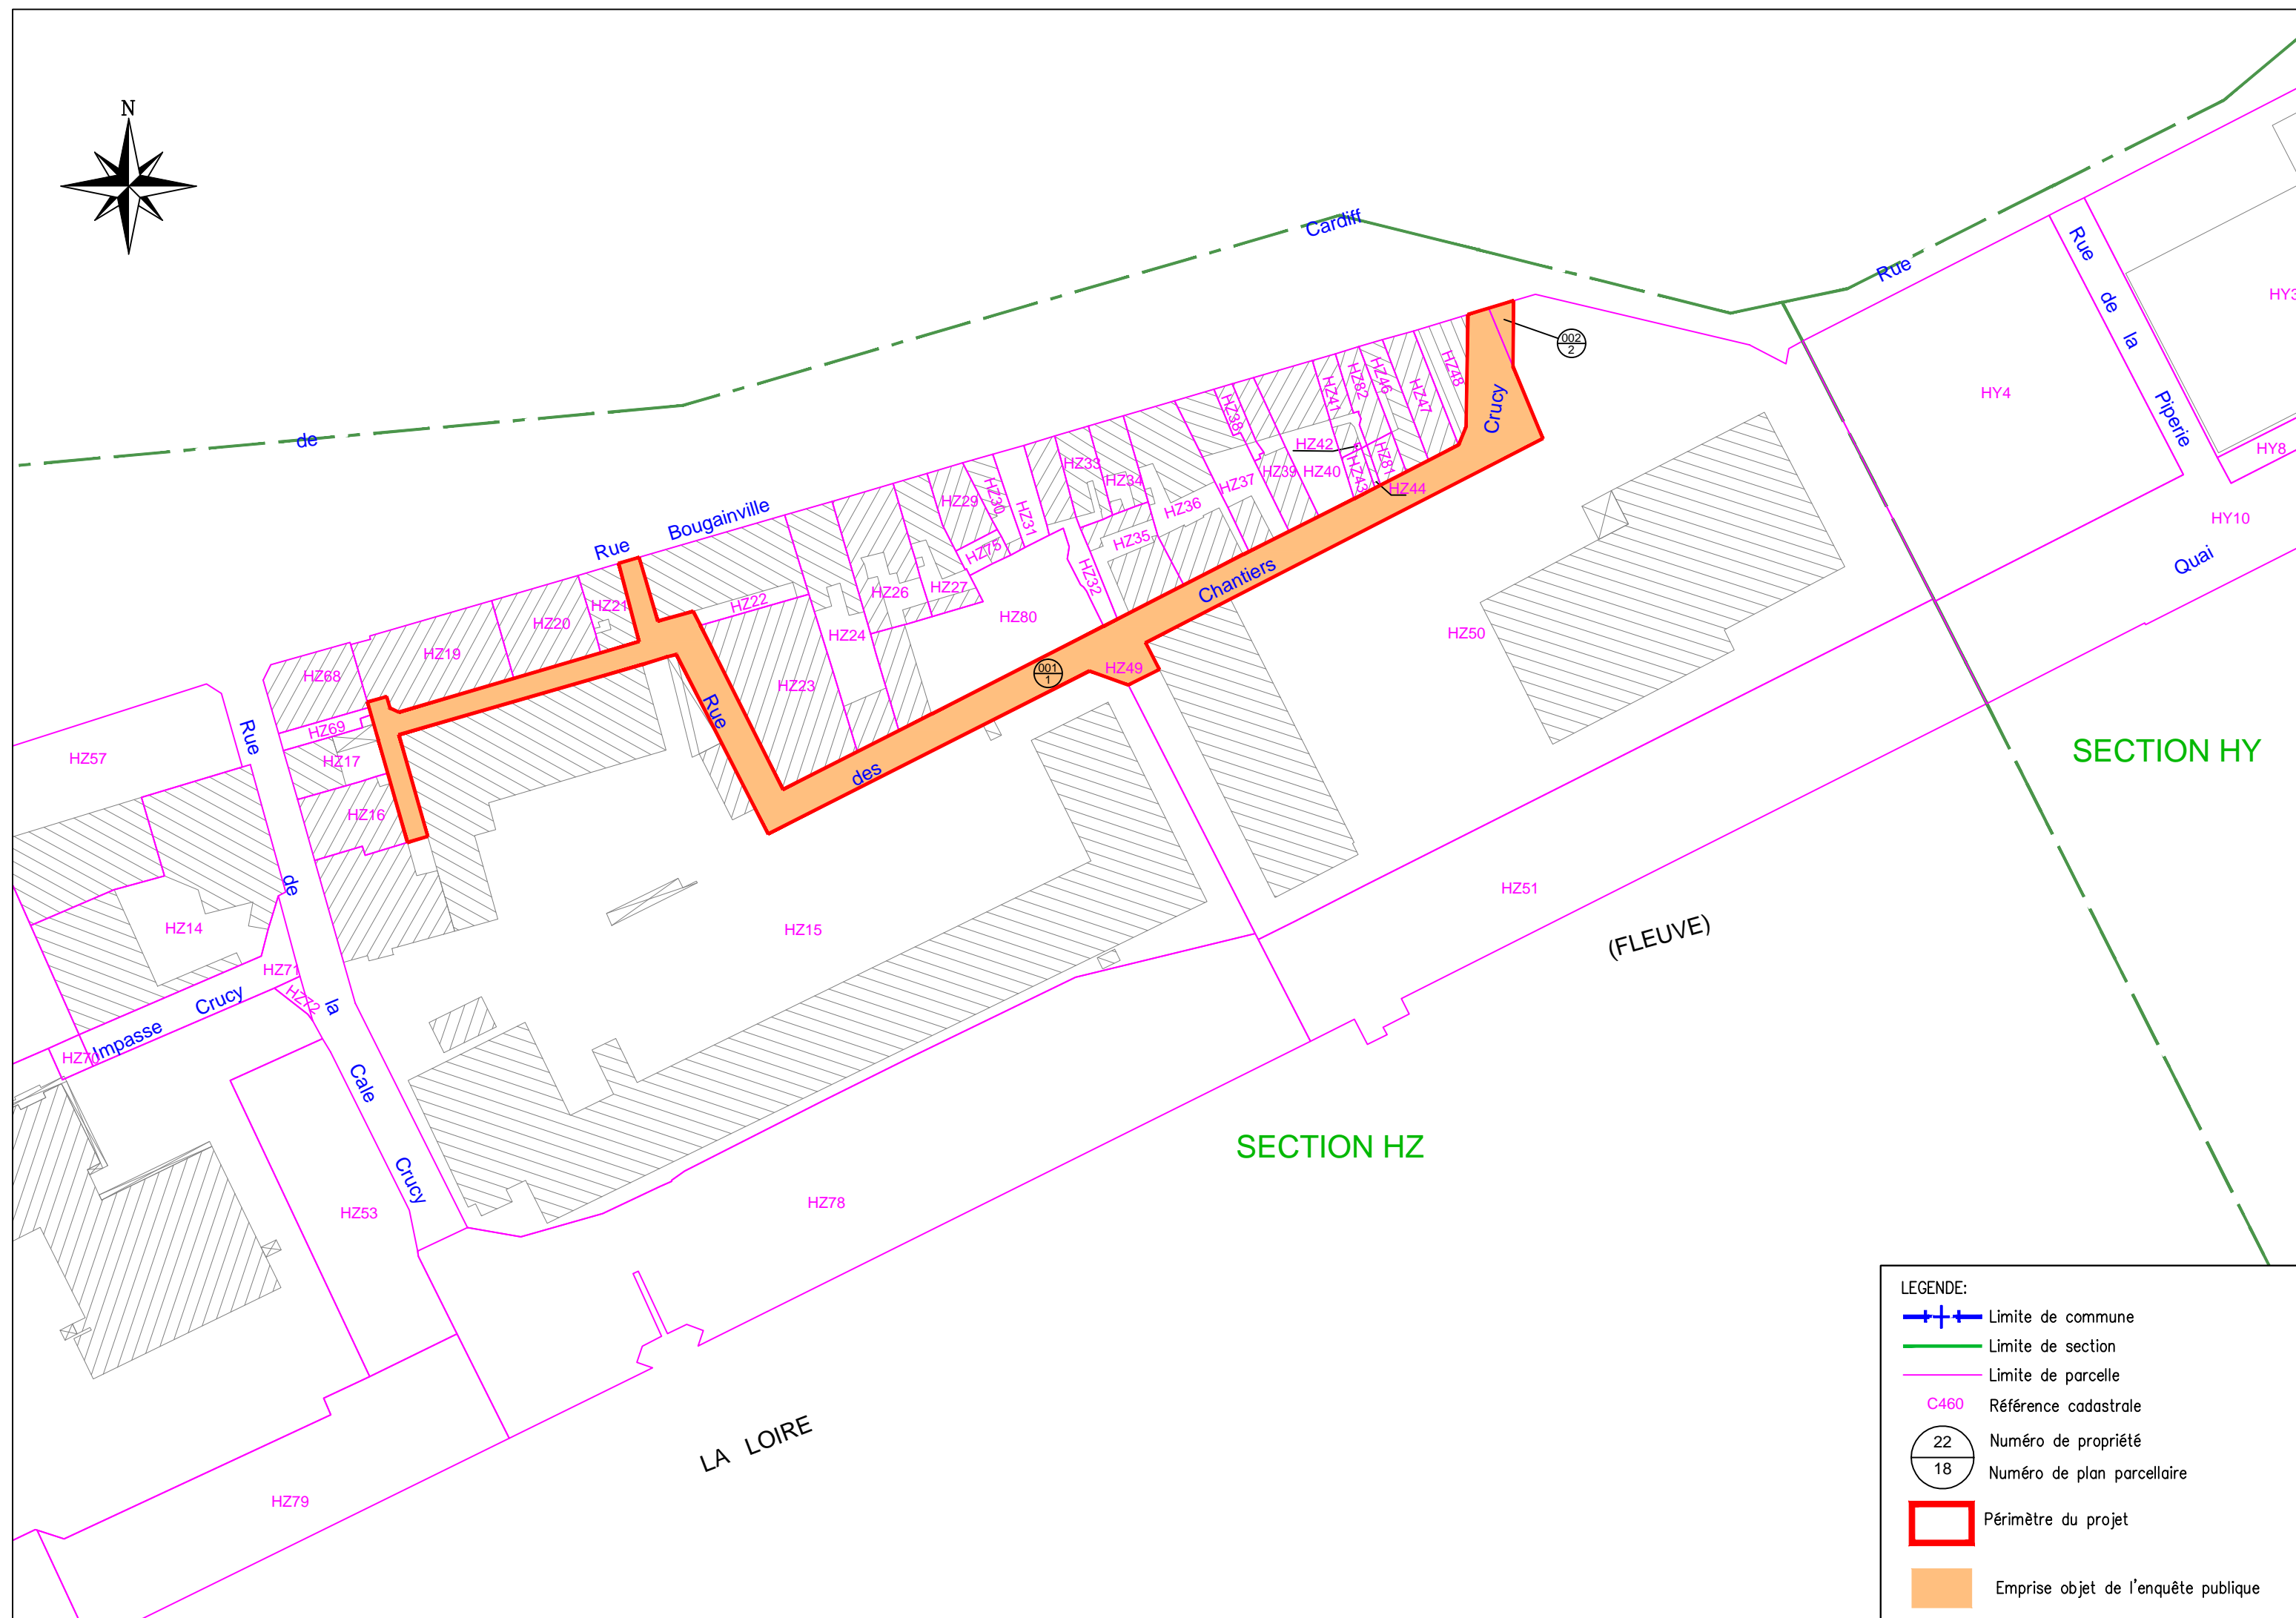 N
Cardiff
Rue
de
Rue de la Piperie
HY3
HY4
HY8
HY10
Quai
002
2
Rue Bougainville
HZ48
HZ47
HZ46
HZ82
HZ41
HZ81
HZ43
HZ44
HZ42
HZ40
HZ39
HZ38
HZ37
HZ36
HZ35
HZ34
HZ33
HZ32
HZ31
HZ30
HZ29
HZ75
HZ27
HZ26
HZ80
HZ24
HZ23
HZ22
HZ21
HZ20
HZ19
HZ68
HZ69
HZ17
HZ16
Rue des Chantiers Crucy
001
1
HZ49
HZ50
HZ51
HZ15
HZ57
HZ14
HZ71
HZ72
HZ70
HZ53
HZ78
HZ79
Rue de la Cale Crucy
Impasse Crucy
SECTION HY
SECTION HZ
(FLEUVE)
LA LOIRE
LEGENDE:
Limite de commune
Limite de section
Limite de parcelle
C460 Référence cadastrale
22 Numéro de propriété
18 Numéro de plan parcellaire
Périmètre du projet
Emprise objet de l'enquête publique